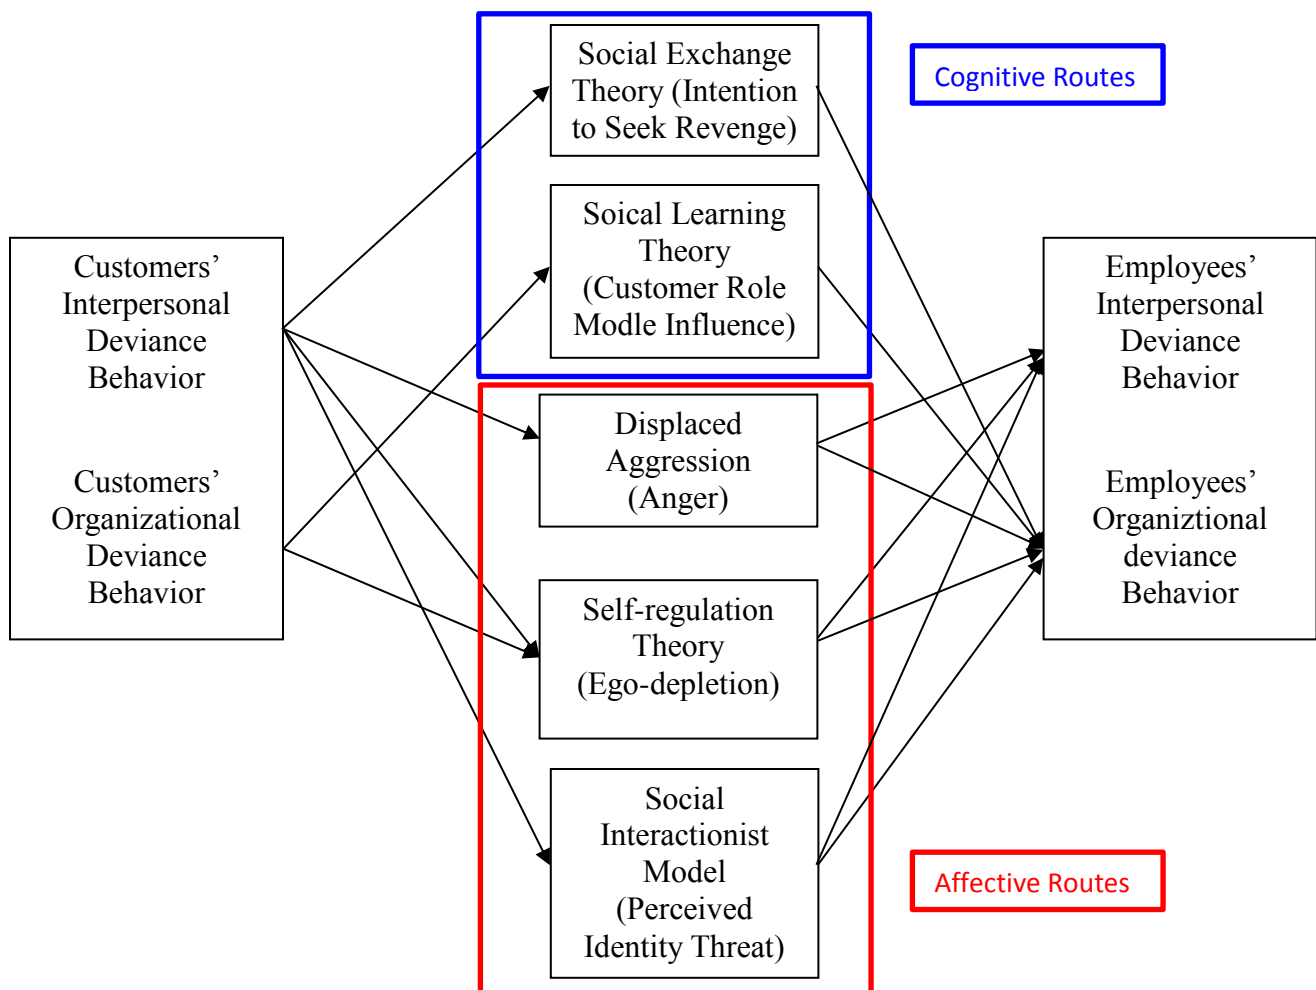 Social Exchange
Theory (Intention
to Seek Revenge)
Cognitive Routes
Soical Learning
Theory
(Customer Role
Modle Influence)
Customers’
Interpersonal
Deviance
Behavior
Customers’
Organizational
Deviance
Behavior
Displaced
Aggression
(Anger)
Self-regulation
Theory
(Ego-depletion)
Social
Interactionist
Model
(Perceived
Identity Threat)
Employees’
Interpersonal
Deviance
Behavior
Employees’
Organiztional
deviance
Behavior
Affective Routes